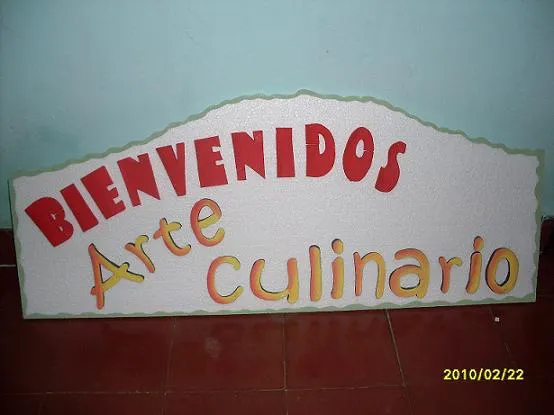 BIENVENIDOS
Arte
culinario
2010/02/22